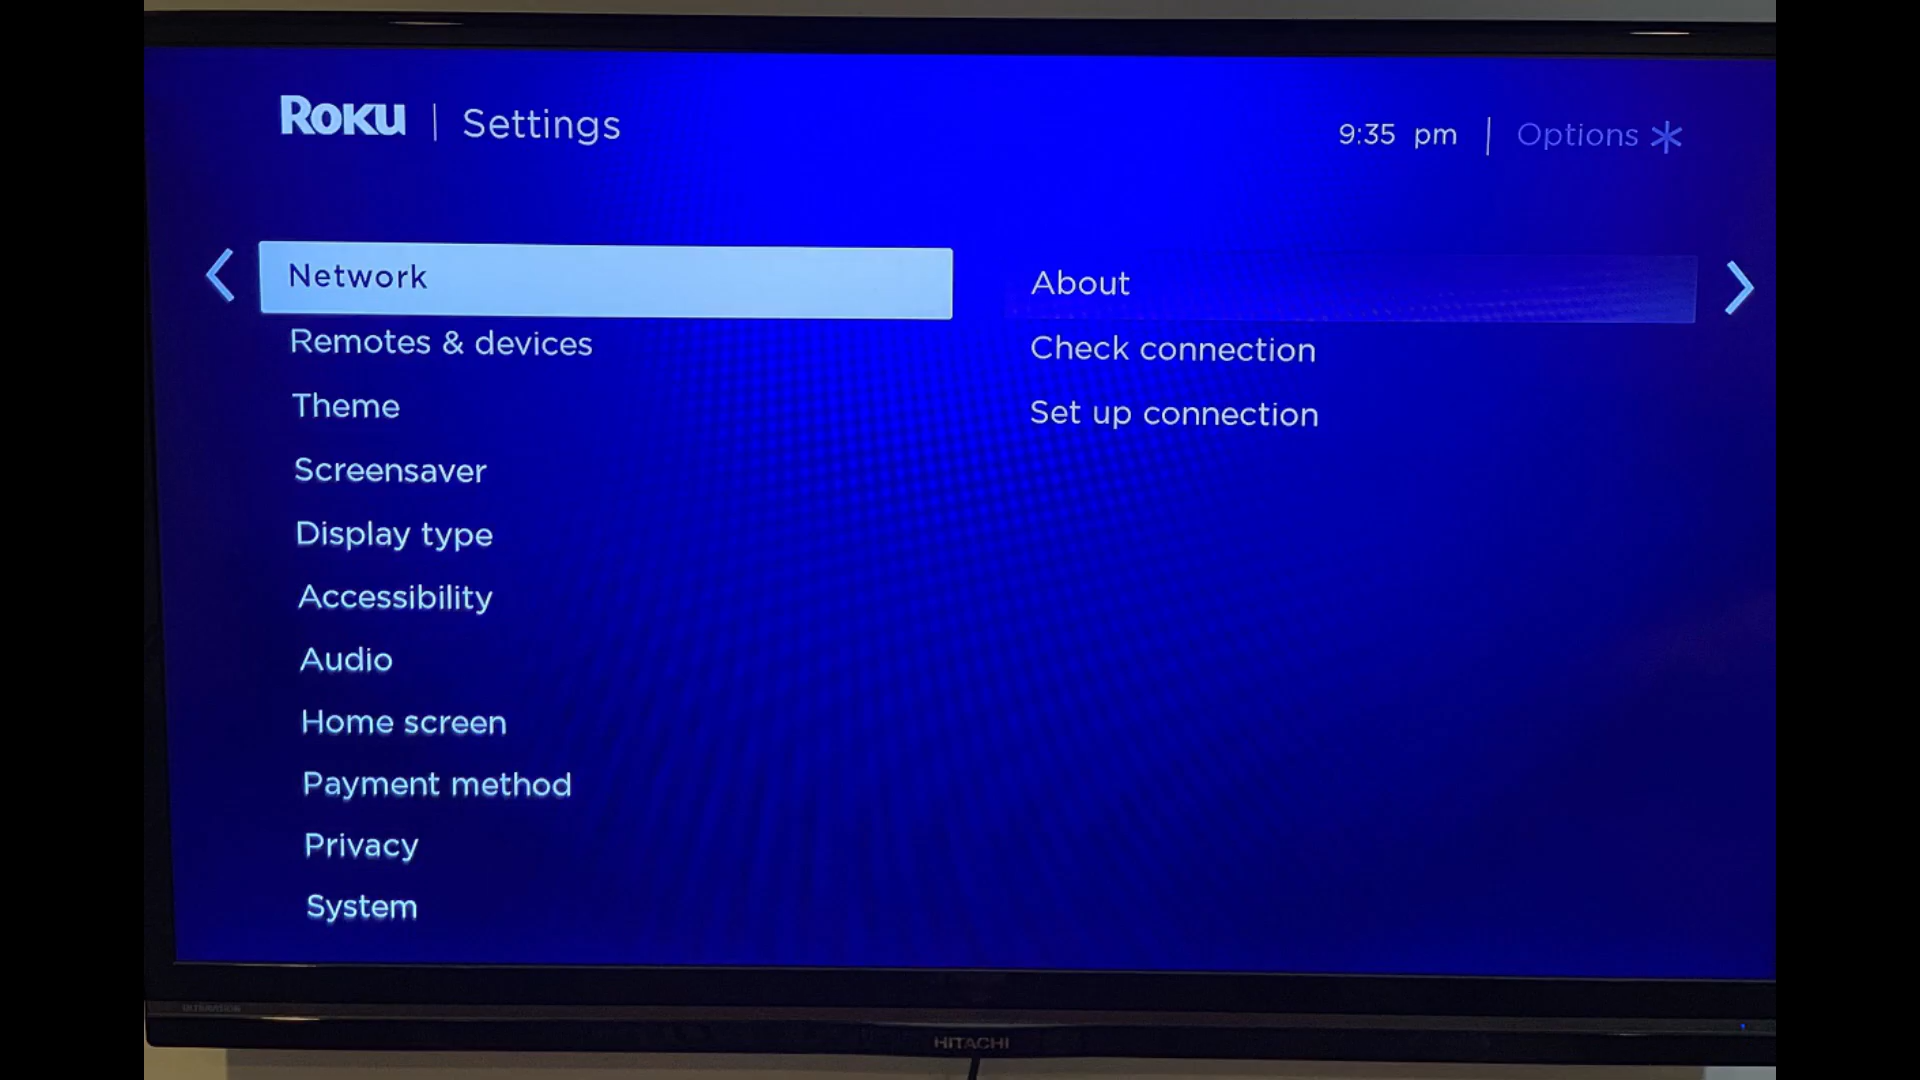 Roku | Settings
9:35 pm | Options *
Network
Remotes & devices
Theme
Screensaver
Display type
Accessibility
Audio
Home screen
Payment method
Privacy
System
About
Check connection
Set up connection
HITACHI